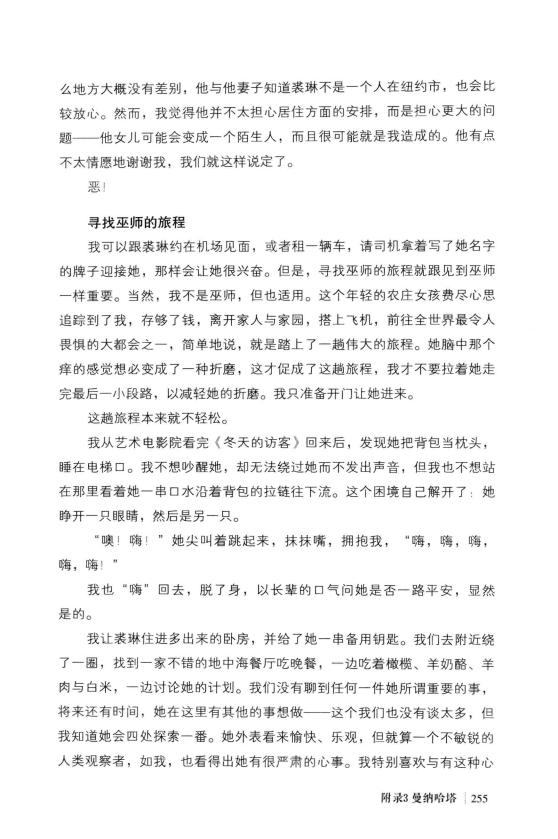 么地方大概没有差别，他与他妻子知道裘琳不是一个人在纽约市，也会比
较放心。然而，我觉得他并不太担心居住方面的安排，而是担心更大的问
题——他女儿可能会变成一个陌生人，而且很可能就是我造成的。他有点
不太情愿地谢谢我，我们就这样说定了。
恶！
寻找巫师的旅程
我可以跟裘琳约在机场见面，或者租一辆车，请司机拿着写了她名字
的牌子迎接她，那样会让她很兴奋。但是，寻找巫师的旅程就跟见到巫师
一样重要。当然，我不是巫师，但也适用。这个年轻的农庄女孩费尽心思
追踪到了我，存够了钱，离开家人与家园，搭上飞机，前往全世界最令人
畏惧的大都会之一，简单地说，就是踏上了一趟伟大的旅程。她脑中那个
痒的感觉想必变成了一种折磨，这才促成了这趟旅程，我才不要拉着她走
完最后一小段路，以减轻她的折磨。我只准备开门让她进来。
这趟旅程本来就不轻松。
我从艺术电影院看完《冬天的访客》回来后，发现她把背包当枕头，
睡在电梯口。我不想吵醒她，却无法绕过她而不发出声音，但我也不想站
在那里看着她一串口水沿着背包的拉链往下流。这个困境自己解开了：她
睁开一只眼睛，然后是另一只。
“噢！嗨！”她尖叫着跳起来，抹抹嘴，拥抱我，“嗨，嗨，嗨，
嗨，嗨！”
我也“嗨”回去，脱了身，以长辈的口气问她是否一路平安，显然
是的。
我让裘琳住进多出来的卧房，并给了她一串备用钥匙。我们去附近绕
了一圈，找到一家不错的地中海餐厅吃晚餐，一边吃着橄榄、羊奶酪、羊
肉与白米，一边讨论她的计划。我们没有聊到任何一件她所谓重要的事，
将来还有时间，她在这里有其他的事想做——这个我们也没有谈太多，但
我知道她会四处探索一番。她外表看来愉快、乐观，但就算一个不敏锐的
人类观察者，如我，也看得出她有很严肃的心事。我特别喜欢与有这种心
附录3 曼纳哈塔 | 255